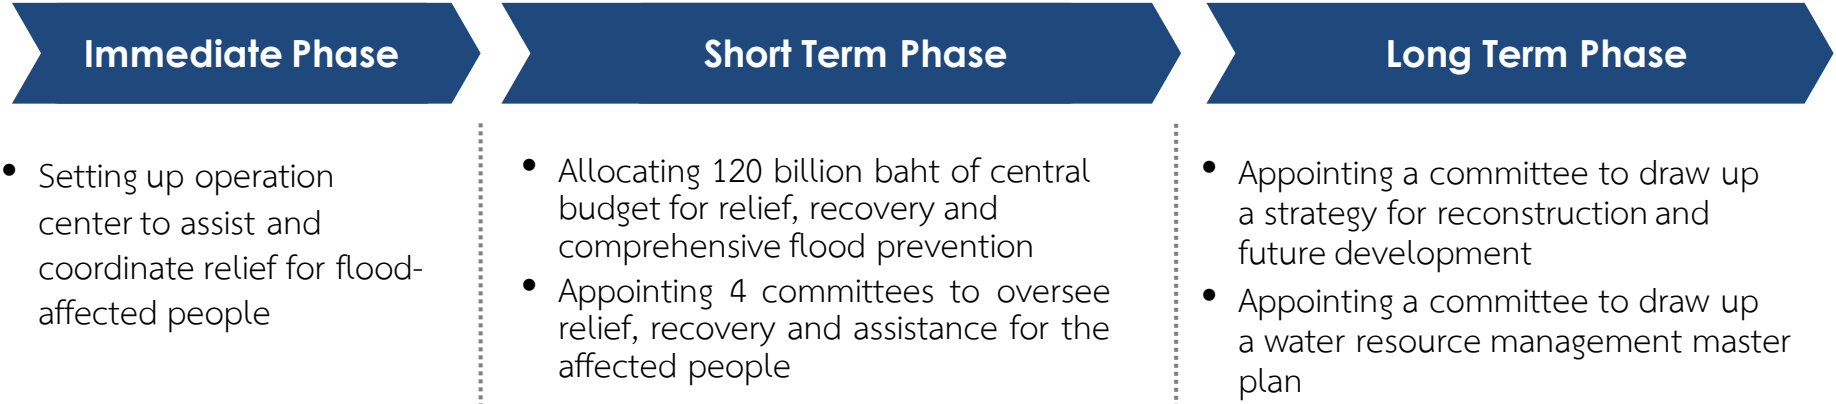 Immediate Phase
• Setting up operation
center to assist and
coordinate relief for flood-
affected people
Short Term Phase
• Allocating 120 billion baht of central
budget for relief, recovery and
comprehensive flood prevention
• Appointing 4 committees to oversee
relief, recovery and assistance for the
affected people
Long Term Phase
• Appointing a committee to draw up
a strategy for reconstruction and
future development
• Appointing a committee to draw up
a water resource management master
plan